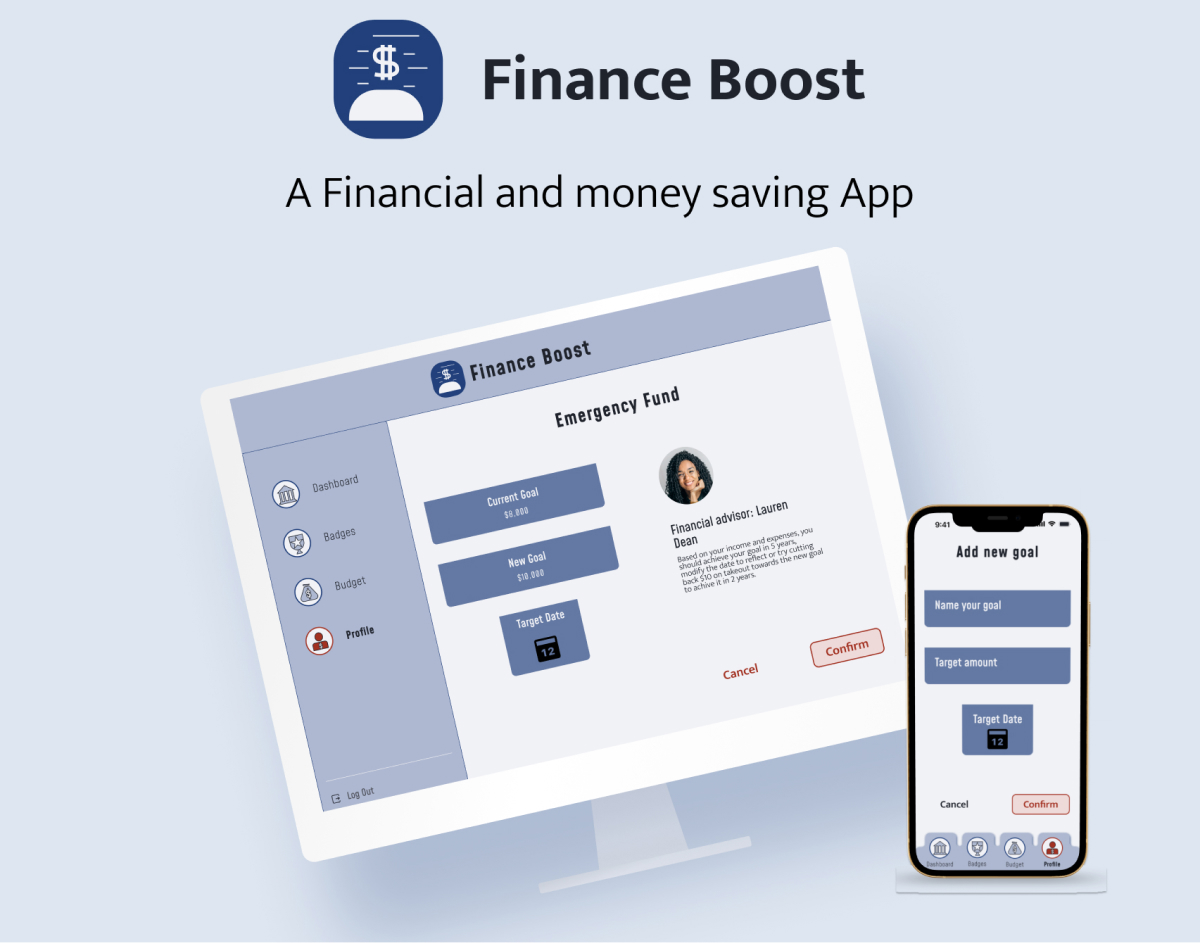 $
Finance Boost
A Financial and money saving App
$
Finance Boost
Dashboard
Badges
Budget
Profile
Log Out
Emergency Fund
Current Goal
$8,000
New Goal
$10,000
Target Date
12
Financial advisor: Lauren
Dean
Based on your income and expenses, you
should achieve your goal in 5 years,
modify the date to reflect or try cutting
back $10 on takeout towards the new goal
to achive it in 2 years.
Cancel
Confirm
9:41
Add new goal
Name your goal
Target amount
Target Date
12
Cancel
Confirm
Dashboard
Badges
Budget
Profile